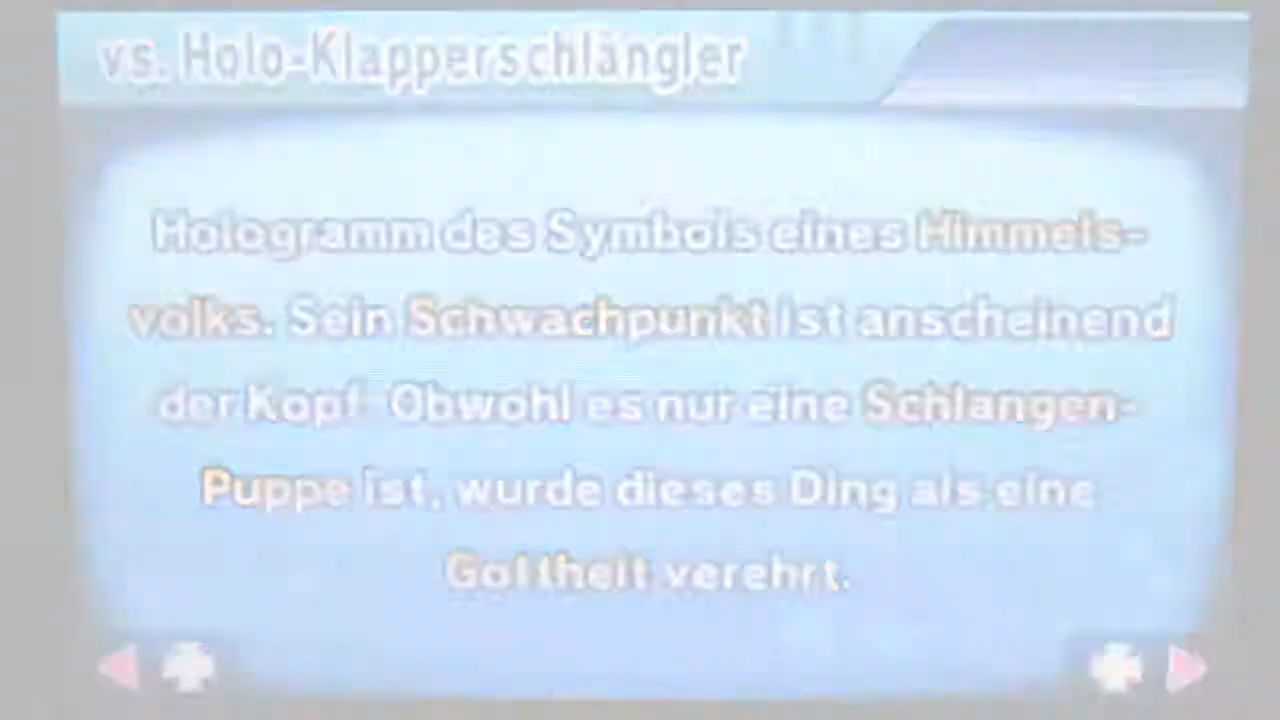 vs. Holo-Klapperschlängler
Hologramm des Symbols eines Himmels-
volks. Sein Schwachpunkt ist anscheinend
der Kopf. Obwohl es nur eine Schlangen-
Puppe ist, wurde dieses Ding als eine
Gottheit verehrt.